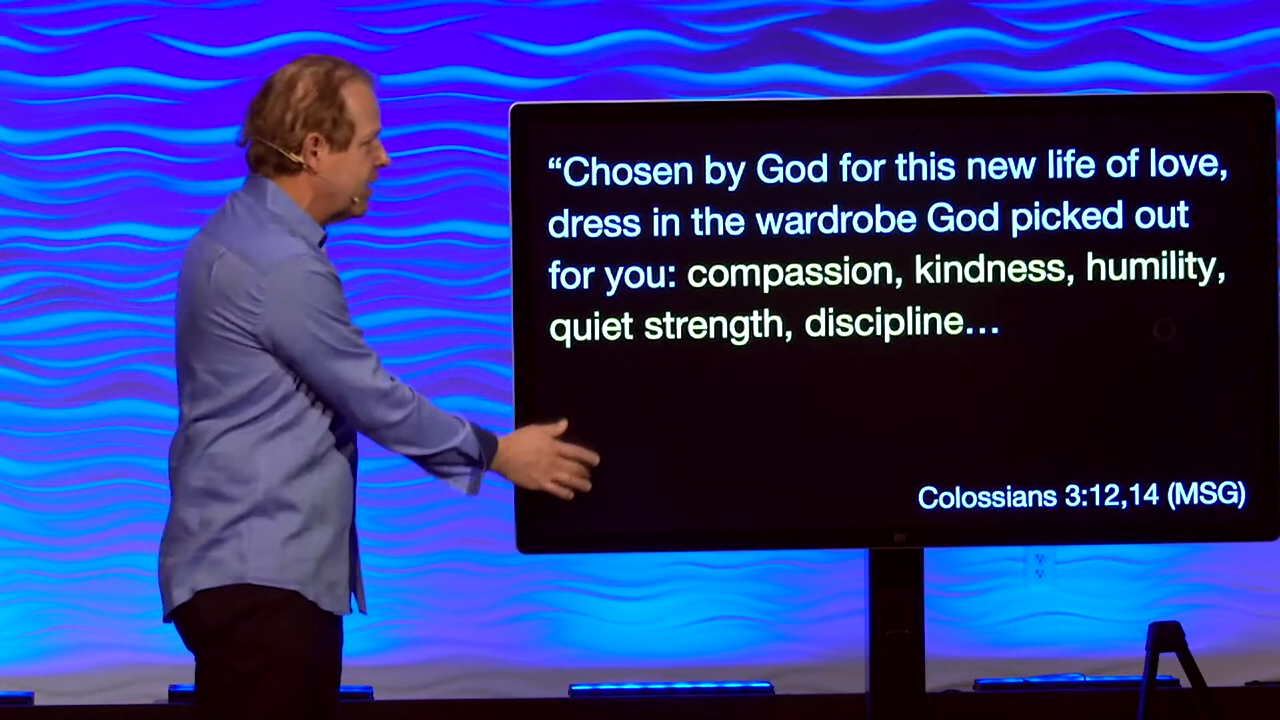 “Chosen by God for this new life of love,
dress in the wardrobe God picked out
for you: compassion, kindness, humility,
quiet strength, discipline…
Colossians 3:12,14 (MSG)